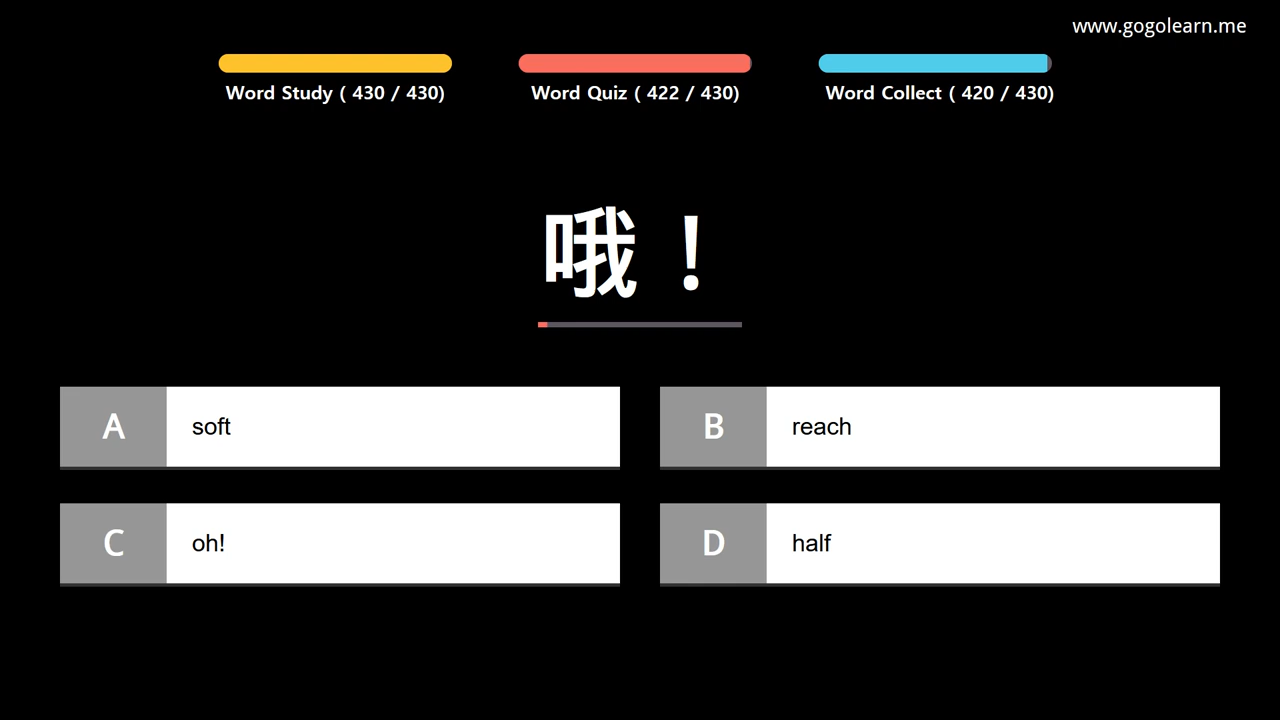 www.gogolearn.me
Word Study ( 430 / 430)
Word Quiz ( 422 / 430)
Word Collect ( 420 / 430)
哦！
A soft
B reach
C oh!
D half